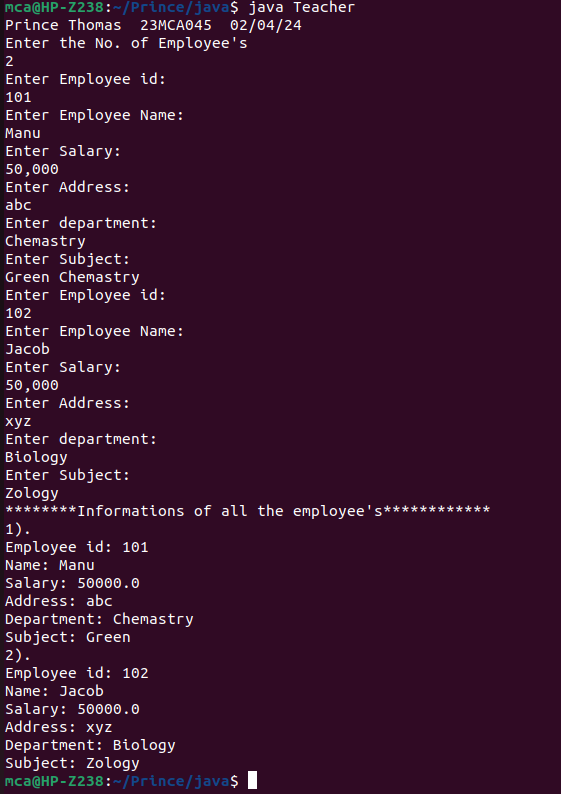 mca@HP-Z238:~/Prince/java$ java Teacher
Prince Thomas  23MCA045  02/04/24
Enter the No. of Employee's
2
Enter Employee id:
101
Enter Employee Name:
Manu
Enter Salary:
50,000
Enter Address:
abc
Enter department:
Chemastry
Enter Subject:
Green Chemastry
Enter Employee id:
102
Enter Employee Name:
Jacob
Enter Salary:
50,000
Enter Address:
xyz
Enter department:
Biology
Enter Subject:
Zology
********Informations of all the employee's************
1).
Employee id: 101
Name: Manu
Salary: 50000.0
Address: abc
Department: Chemastry
Subject: Green
2).
Employee id: 102
Name: Jacob
Salary: 50000.0
Address: xyz
Department: Biology
Subject: Zology
mca@HP-Z238:~/Prince/java$